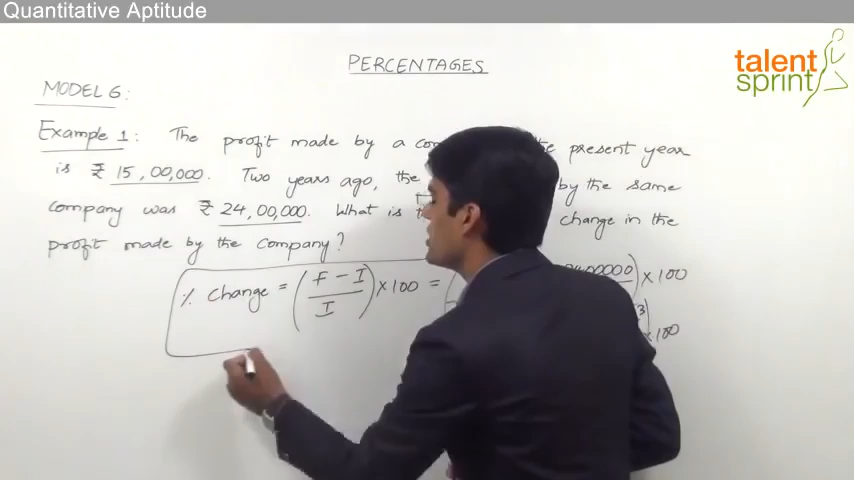 Quantitative Aptitude
talent
sprint
PERCENTAGES
MODEL 6:
Example 1: The profit made by a present year
is ₹ 15,00,000. Two years ago, the by the same
company was ₹ 24,00,000. What is change in the
profit made by the company?
% Change = (F - I / I) × 100 = 2400000) × 100
× 100